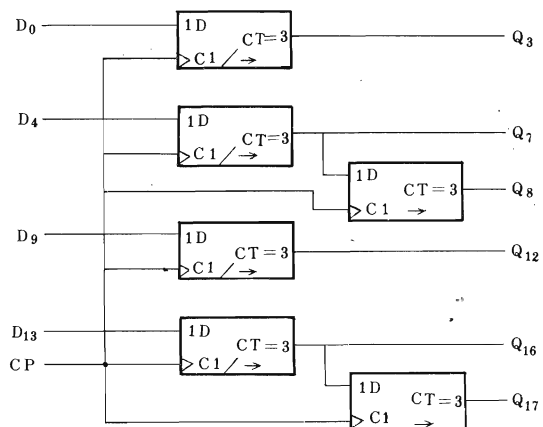 D₀ 1D CT=3 Q₃
C1 / →
D₄ 1D CT=3 Q₇
C1 / →
1D CT=3 Q₈
C1 →
D₉ 1D CT=3 Q₁₂
C1 / →
D₁₃ 1D CT=3 Q₁₆
CP C1 / →
1D CT=3 Q₁₇
C1 →